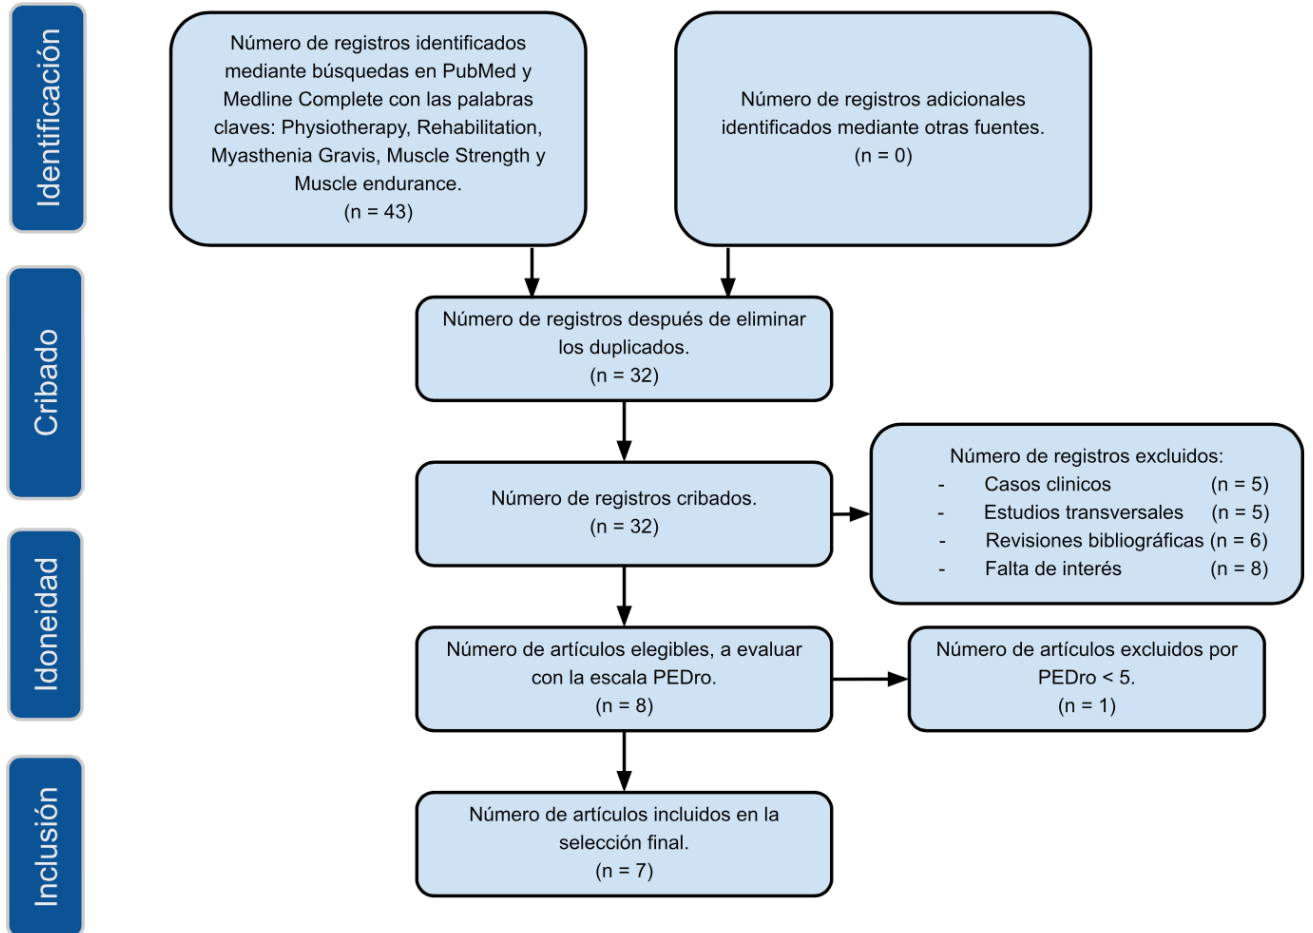 Identificación
Número de registros identificados
mediante búsquedas en PubMed y
Medline Complete con las palabras
claves: Physiotherapy, Rehabilitation,
Myasthenia Gravis, Muscle Strength y
Muscle endurance.
(n = 43)
Número de registros adicionales
identificados mediante otras fuentes.
(n = 0)
Cribado
Número de registros después de eliminar
los duplicados.
(n = 32)
Número de registros cribados.
(n = 32)
Número de registros excluidos:
- Casos clinicos (n = 5)
- Estudios transversales (n = 5)
- Revisiones bibliográficas (n = 6)
- Falta de interés (n = 8)
Idoneidad
Número de artículos elegibles, a evaluar
con la escala PEDro.
(n = 8)
Número de artículos excluidos por
PEDro < 5.
(n = 1)
Inclusión
Número de artículos incluidos en la
selección final.
(n = 7)